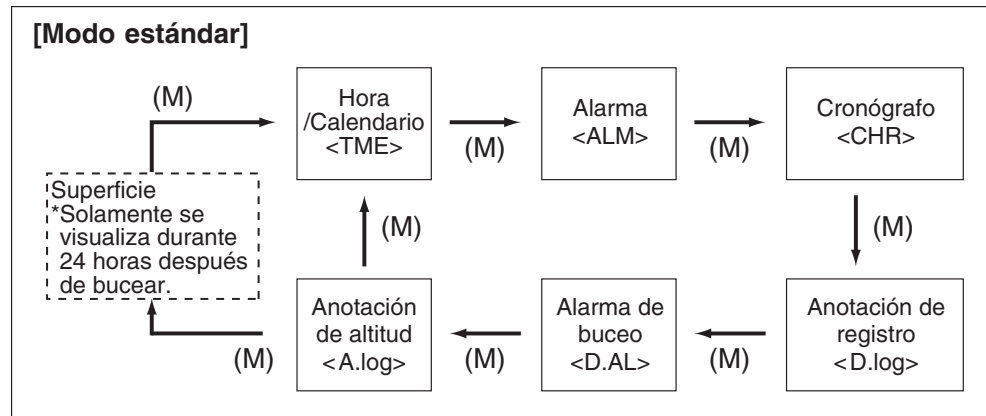 [Modo estándar]
(M)
Hora
/Calendario
<TME>
(M)
Alarma
<ALM>
(M)
Cronógrafo
<CHR>
Superficie
*Solamente se
visualiza durante
24 horas después
de bucear.
(M)
(M)
(M)
Anotación
de altitud
<A.log>
(M)
Alarma de
buceo
<D.AL>
(M)
Anotación de
registro
<D.log>